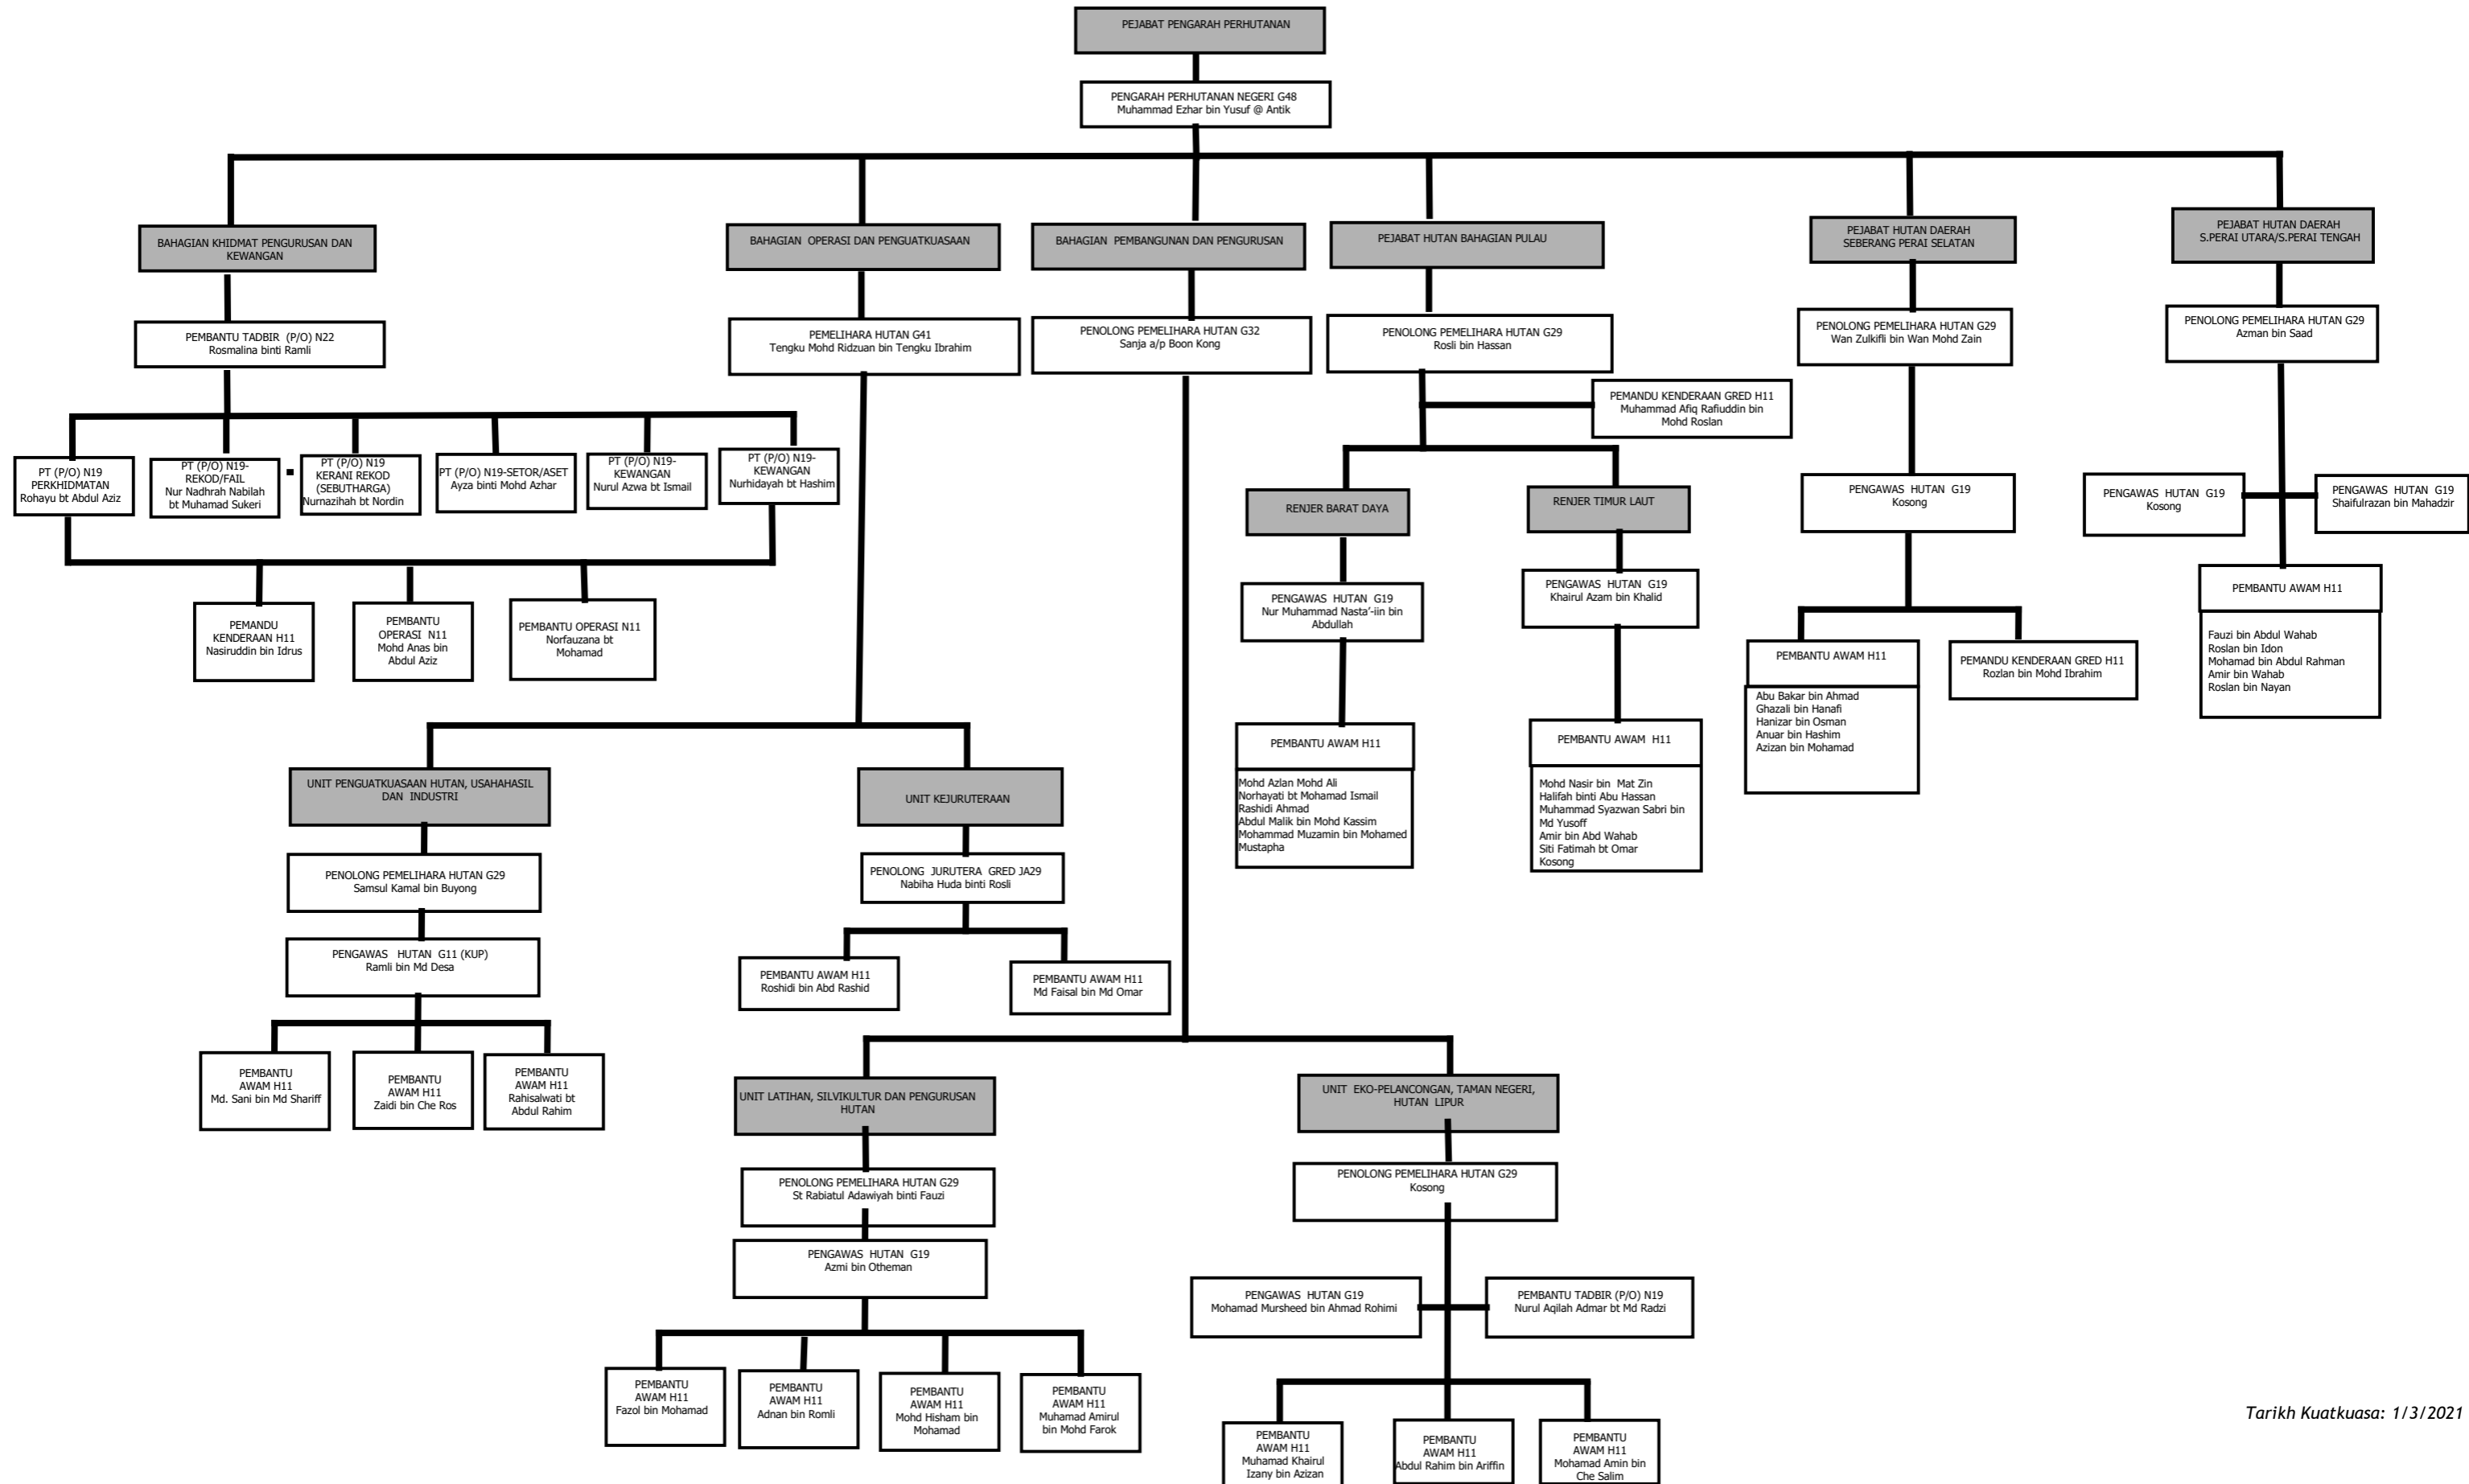 PEJABAT PENGARAH PERHUTANAN
PENGARAH PERHUTANAN NEGERI G48
Muhammad Ezhar bin Yusuf @ Antik
BAHAGIAN KHIDMAT PENGURUSAN DAN
KEWANGAN
PEMBANTU TADBIR (P/O) N22
Rosmalina binti Ramli
PT (P/O) N19
PERKHIDMATAN
Rohayu bt Abdul Aziz
PT (P/O) N19-
REKOD/FAIL
Nur Nadhrah Nabilah
bt Muhamad Sukeri
PT (P/O) N19
KERANI REKOD
(SEBUTHARGA)
Nurnazihah bt Nordin
PT (P/O) N19-SETOR/ASET
Ayza binti Mohd Azhar
PT (P/O) N19-
KEWANGAN
Nurul Azwa bt Ismail
PT (P/O) N19-
KEWANGAN
Nurhidayah bt Hashim
PEMANDU
KENDERAAN H11
Nasiruddin bin Idrus
PEMBANTU
OPERASI N11
Mohd Anas bin
Abdul Aziz
PEMBANTU OPERASI N11
Norfauzana bt
Mohamad
BAHAGIAN OPERASI DAN PENGUATKUASAAN
PEMELIHARA HUTAN G41
Tengku Mohd Ridzuan bin Tengku Ibrahim
UNIT PENGUATKUASAAN HUTAN, USAHAHASIL
DAN INDUSTRI
PENOLONG PEMELIHARA HUTAN G29
Samsul Kamal bin Buyong
PENGAWAS HUTAN G11 (KUP)
Ramli bin Md Desa
PEMBANTU
AWAM H11
Md. Sani bin Md Shariff
PEMBANTU
AWAM H11
Zaidi bin Che Ros
PEMBANTU
AWAM H11
Rahisalwati bt
Abdul Rahim
UNIT KEJURUTERAAN
PENOLONG JURUTERA GRED JA29
Nabiha Huda binti Rosli
PEMBANTU AWAM H11
Roshidi bin Abd Rashid
PEMBANTU AWAM H11
Md Faisal bin Md Omar
BAHAGIAN PEMBANGUNAN DAN PENGURUSAN
PENOLONG PEMELIHARA HUTAN G32
Sanja a/p Boon Kong
UNIT LATIHAN, SILVIKULTUR DAN PENGURUSAN
HUTAN
PENOLONG PEMELIHARA HUTAN G29
St Rabiatul Adawiyah binti Fauzi
PENGAWAS HUTAN G19
Azmi bin Otheman
PEMBANTU
AWAM H11
Fazol bin Mohamad
PEMBANTU
AWAM H11
Adnan bin Romli
PEMBANTU
AWAM H11
Mohd Hisham bin
Mohamad
PEMBANTU
AWAM H11
Muhamad Amirul
bin Mohd Farok
UNIT EKO-PELANCONGAN, TAMAN NEGERI,
HUTAN LIPUR
PENOLONG PEMELIHARA HUTAN G29
Kosong
PENGAWAS HUTAN G19
Mohamad Mursheed bin Ahmad Rohimi
PEMBANTU TADBIR (P/O) N19
Nurul Aqilah Admar bt Md Radzi
PEMBANTU
AWAM H11
Muhamad Khairul
Izany bin Azizan
PEMBANTU
AWAM H11
Abdul Rahim bin Ariffin
PEMBANTU
AWAM H11
Mohamad Amin bin
Che Salim
PEJABAT HUTAN BAHAGIAN PULAU
PENOLONG PEMELIHARA HUTAN G29
Rosli bin Hassan
PEMANDU KENDERAAN GRED H11
Muhammad Afiq Rafiuddin bin
Mohd Roslan
RENJER BARAT DAYA
PENGAWAS HUTAN G19
Nur Muhammad Nasta’-iin bin
Abdullah
PEMBANTU AWAM H11
Mohd Azlan Mohd Ali
Norhayati bt Mohamad Ismail
Rashidi Ahmad
Abdul Malik bin Mohd Kassim
Mohammad Muzamin bin Mohamed
Mustapha
RENJER TIMUR LAUT
PENGAWAS HUTAN G19
Khairul Azam bin Khalid
PEMBANTU AWAM H11
Mohd Nasir bin Mat Zin
Halifah binti Abu Hassan
Muhammad Syazwan Sabri bin
Md Yusoff
Amir bin Abd Wahab
Siti Fatimah bt Omar
Kosong
PEJABAT HUTAN DAERAH
SEBERANG PERAI SELATAN
PENOLONG PEMELIHARA HUTAN G29
Wan Zulkifli bin Wan Mohd Zain
PENGAWAS HUTAN G19
Kosong
PEMBANTU AWAM H11
Abu Bakar bin Ahmad
Ghazali bin Hanafi
Hanizar bin Osman
Anuar bin Hashim
Azizan bin Mohamad
PEMANDU KENDERAAN GRED H11
Rozlan bin Mohd Ibrahim
PEJABAT HUTAN DAERAH
S.PERAI UTARA/S.PERAI TENGAH
PENOLONG PEMELIHARA HUTAN G29
Azman bin Saad
PENGAWAS HUTAN G19
Kosong
PENGAWAS HUTAN G19
Shaifulrazan bin Mahadzir
PEMBANTU AWAM H11
Fauzi bin Abdul Wahab
Roslan bin Idon
Mohamad bin Abdul Rahman
Amir bin Wahab
Roslan bin Nayan
Tarikh Kuatkuasa: 1/3/2021